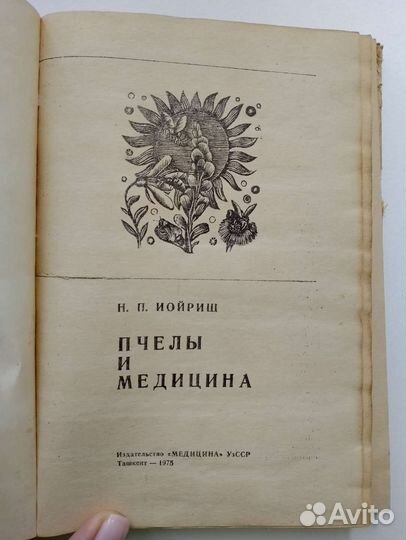 Н. П. ИОЙРИШ
ПЧЕЛЫ
И
МЕДИЦИНА
Издательство «МЕДИЦИНА» УзССР
Ташкент — 1975
Avito